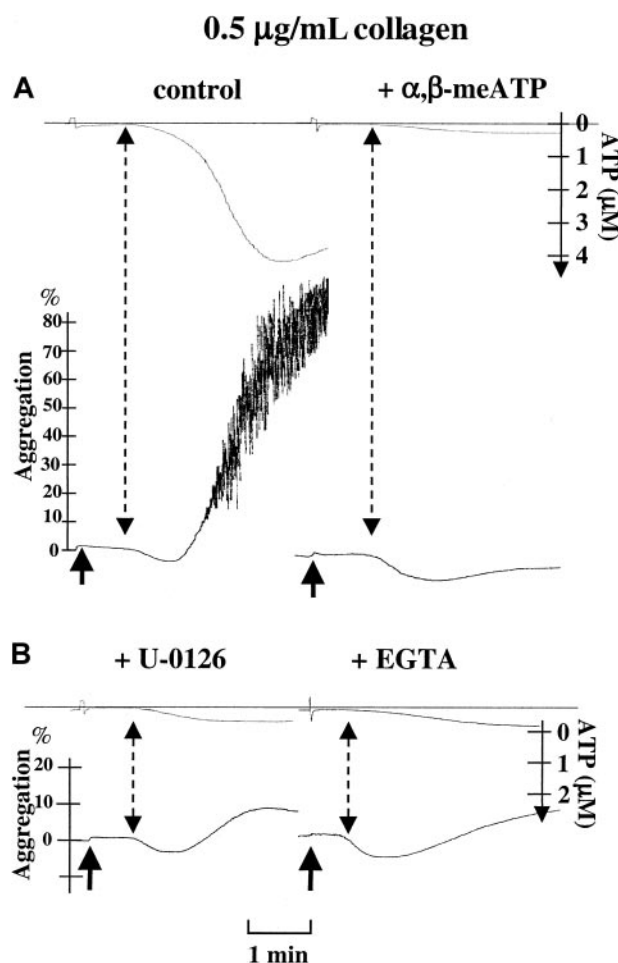 0.5 μg/mL collagen
A
control
+ α,β-meATP
0
1
2
3
4
ATP (μM)
%
80
70
60
50
40
30
20
10
0
Aggregation
B
+ U-0126
+ EGTA
%
20
10
0
Aggregation
0
1
2
ATP (μM)
1 min